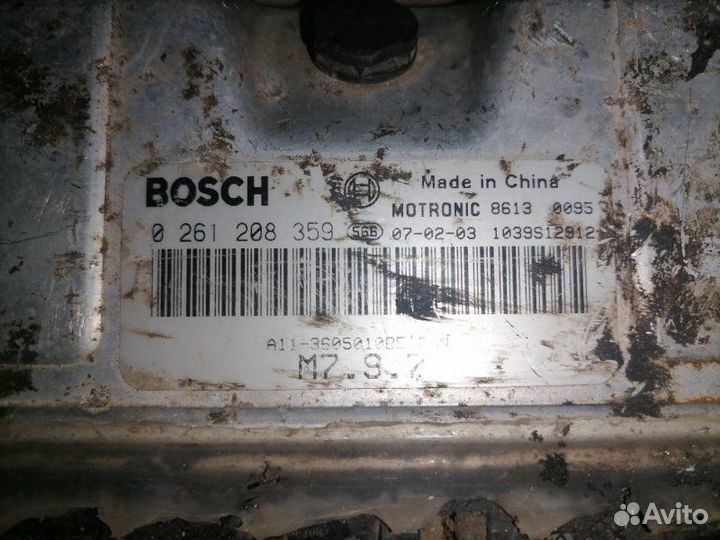 BOSCH
Made in China
MOTRONIC 8613 0095
0 261 208 359 07-02-03 1039S12912
M7.9.7
Avito